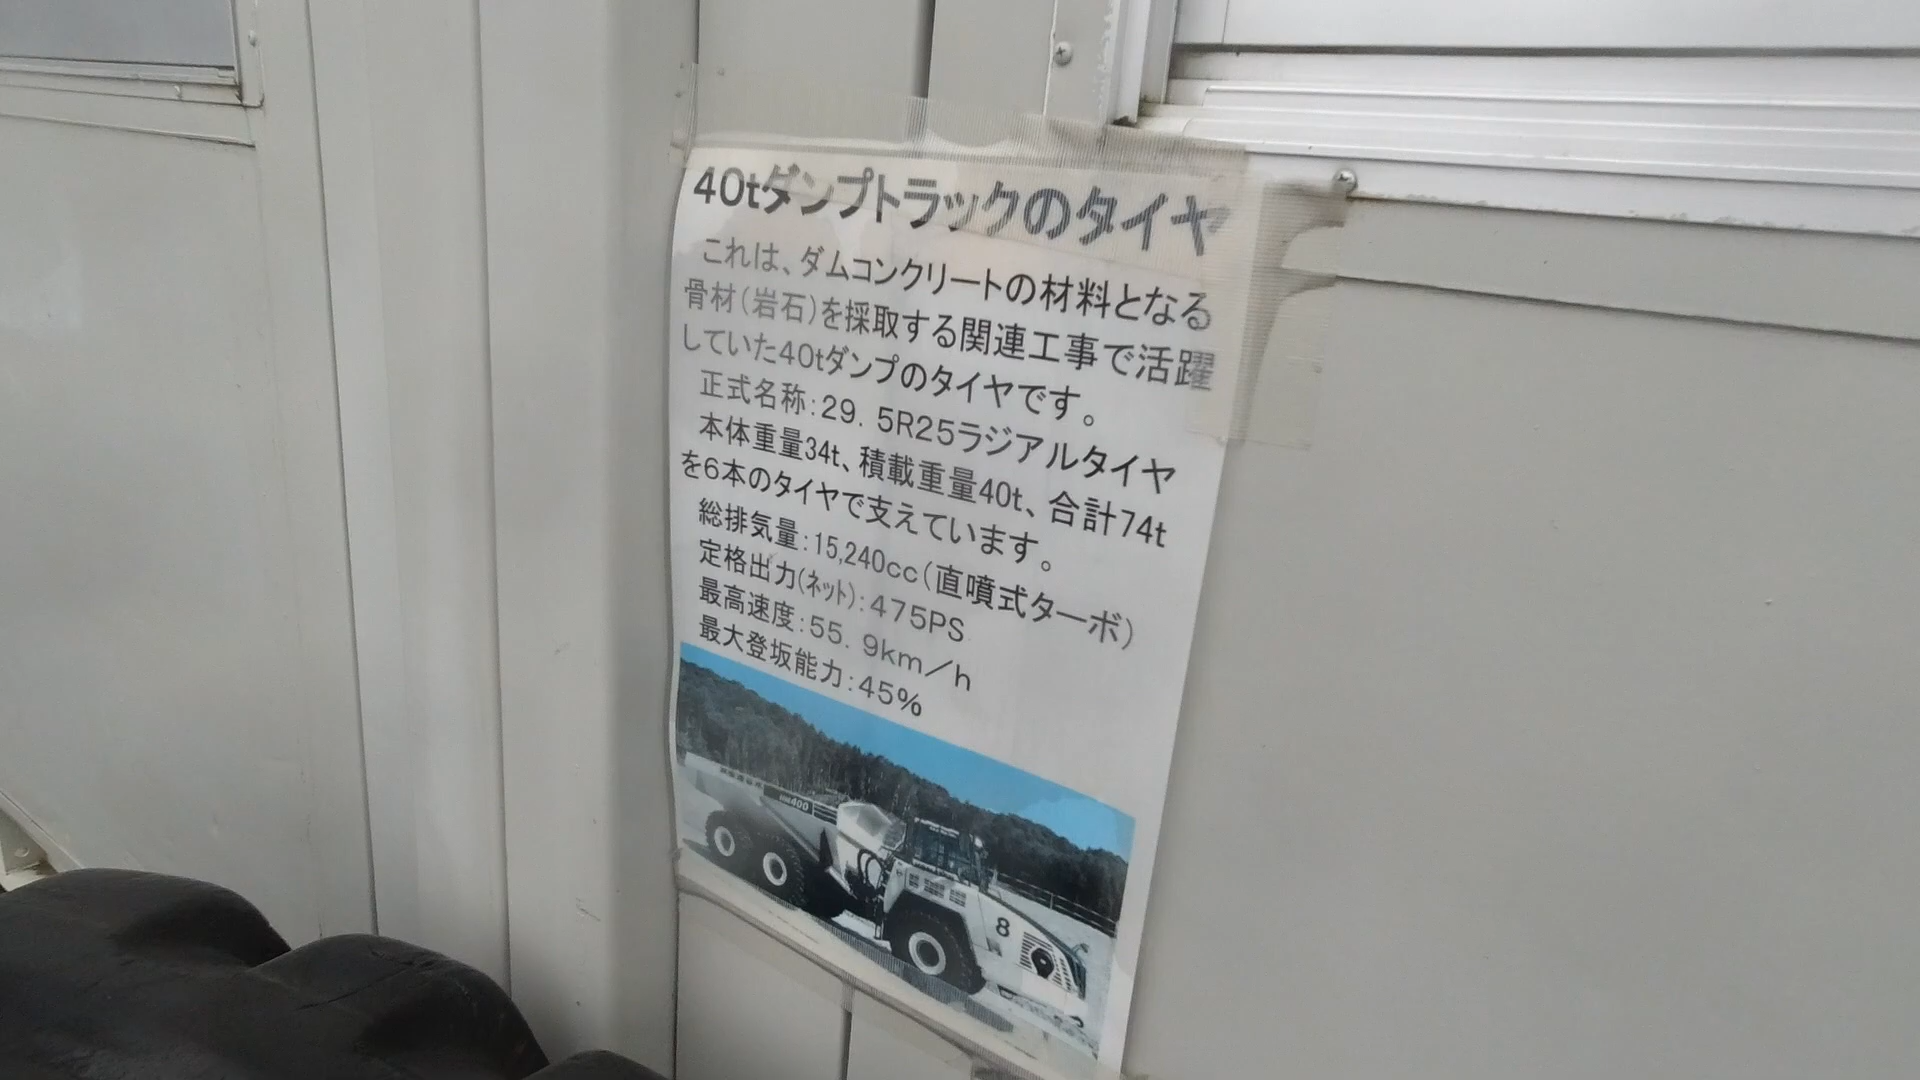 40tダンプトラックのタイヤ
これは、ダムコンクリートの材料となる
骨材(岩石)を採取する関連工事で活躍
していた40tダンプのタイヤです。
正式名称:29.5R25ラジアルタイヤ
本体重量34t、積載重量40t、合計74t
を6本のタイヤで支えています。
総排気量:15,240cc(直噴式ターボ)
定格出力(ネット):475PS
最高速度:55.9km/h
最大登坂能力:45%
HM400
8